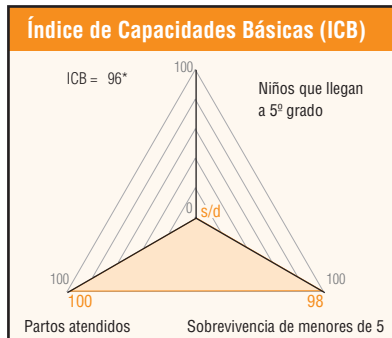 Índice de Capacidades Básicas (ICB)
ICB = 96*
100
Niños que llegan
a 5º grado
0
s/d
100
100
100
98
Partos atendidos
Sobrevivencia de menores de 5